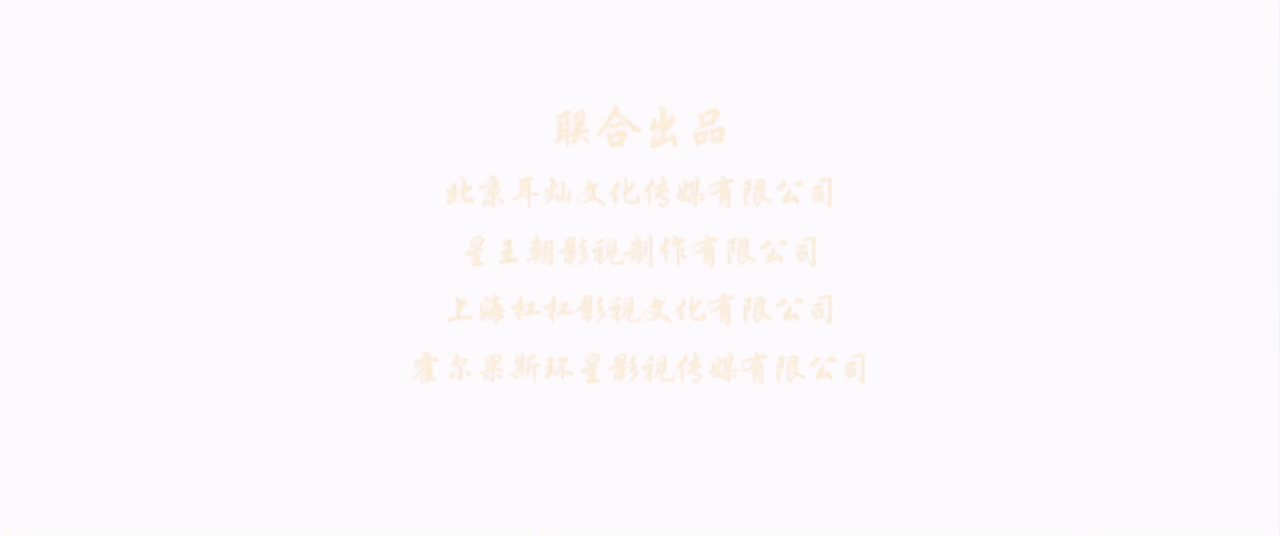 联合出品
北京耳灿文化传媒有限公司
星王朝影视制作有限公司
上海杠杠影视文化有限公司
霍尔果斯环星影视传媒有限公司